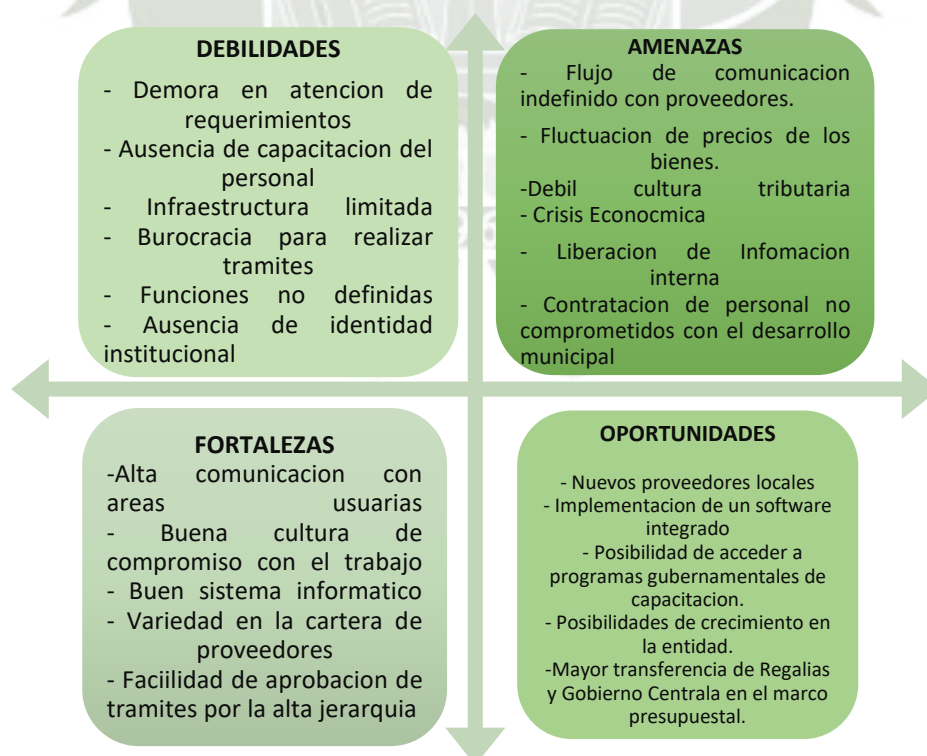 DEBILIDADES
- Demora en atencion de
requerimientos
- Ausencia de capacitacion del
personal
- Infraestructura limitada
- Burocracia para realizar
tramites
- Funciones no definidas
- Ausencia de identidad
institucional
AMENAZAS
- Flujo de comunicacion
indefinido con proveedores.
- Fluctuacion de precios de los
bienes.
-Debil cultura tributaria
- Crisis Econocmica
- Liberacion de Infomacion
interna
- Contratacion de personal no
comprometidos con el desarrollo
municipal
FORTALEZAS
-Alta comunicacion con
areas usuarias
- Buena cultura de
compromiso con el trabajo
- Buen sistema informatico
- Variedad en la cartera de
proveedores
- Faciilidad de aprobacion de
tramites por la alta jerarquia
OPORTUNIDADES
- Nuevos proveedores locales
- Implementacion de un software
integrado
- Posibilidad de acceder a
programas gubernamentales de
capacitacion.
- Posibilidades de crecimiento en
la entidad.
-Mayor transferencia de Regalias
y Gobierno Centrala en el marco
presupuestal.